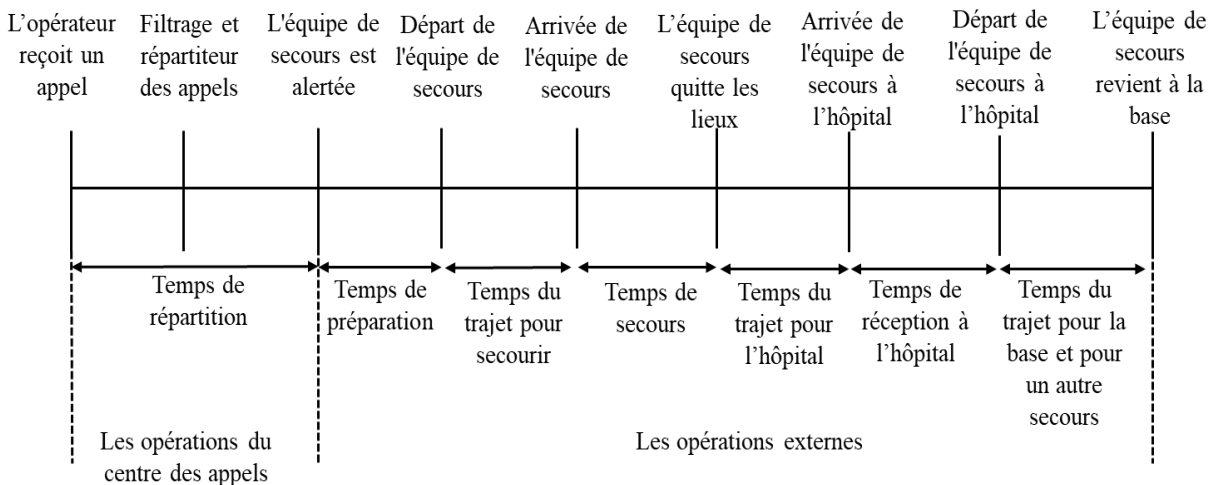 L’opérateur
reçoit un
appel
Filtrage et
répartiteur
des appels
L'équipe de
secours est
alertée
Départ de
l'équipe de
secours
Arrivée de
l'équipe de
secours
L’équipe de
secours
quitte les
lieux
Arrivée de
l'équipe de
secours à
l’hôpital
Départ de
l'équipe de
secours à
l’hôpital
L’équipe de
secours
revient à la
base
Temps de
répartition
Temps de
préparation
Temps du
trajet pour
secourir
Temps de
secours
Temps du
trajet pour
l’hôpital
Temps de
réception à
l’hôpital
Temps du
trajet pour la
base et pour
un autre
secours
Les opérations du
centre des appels
Les opérations externes